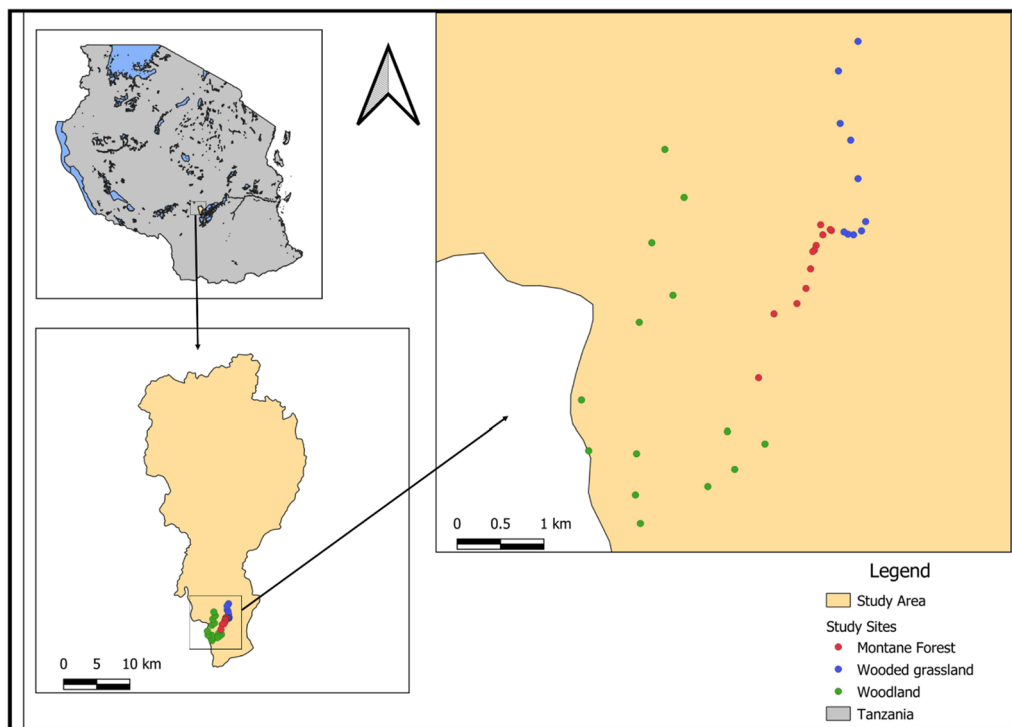 0 0.5 1 km
0 5 10 km
Legend
Study Area
Study Sites
Montane Forest
Wooded grassland
Woodland
Tanzania